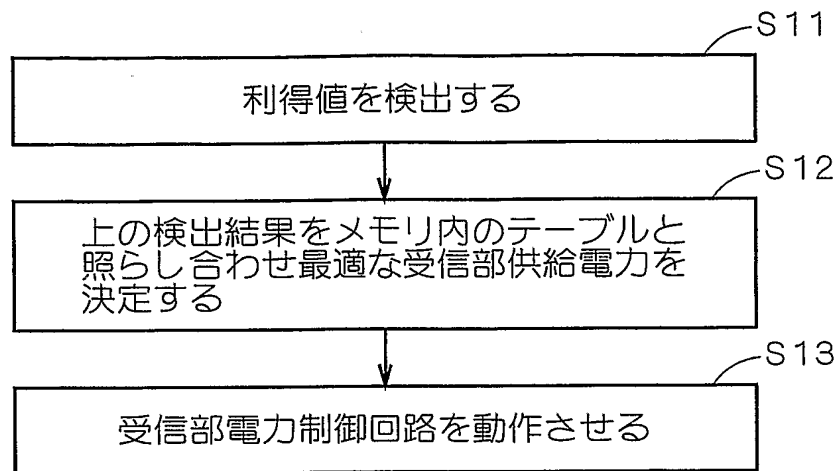 S11
利得値を検出する
S12
上の検出結果をメモリ内のテーブルと
照らし合わせ最適な受信部供給電力を
決定する
S13
受信部電力制御回路を動作させる